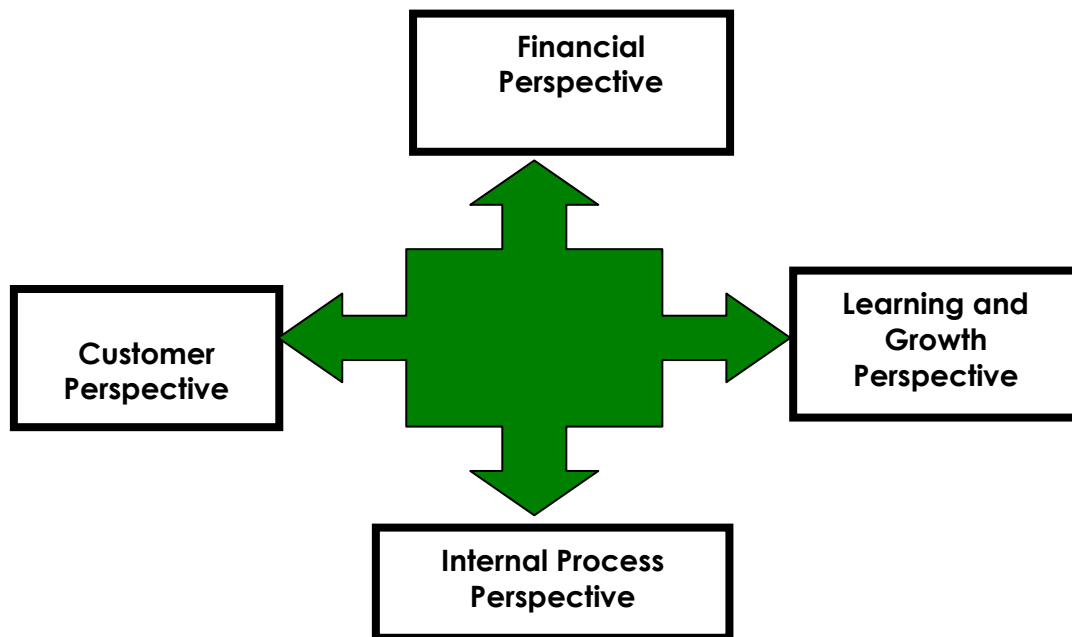 Financial
Perspective
Customer
Perspective
Learning and
Growth
Perspective
Internal Process
Perspective